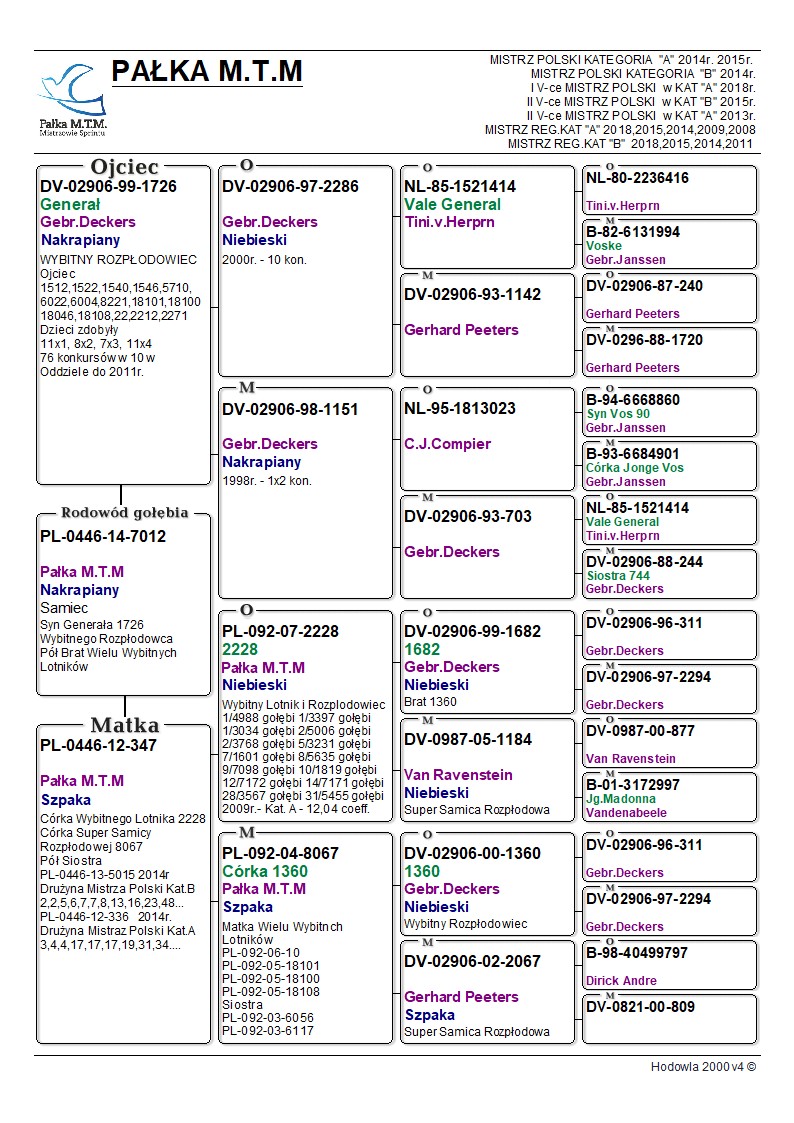 PAŁKA M.T.M
Pałka M.T.M.
Mistrzowie Sprintu
MISTRZ POLSKI KATEGORIA "A" 2014r. 2015r.
MISTRZ POLSKI KATEGORIA "B" 2014r.
I V-ce MISTRZ POLSKI w KAT "A" 2018r.
II V-ce MISTRZ POLSKI w KAT "B" 2015r.
II V-ce MISTRZ POLSKI w KAT "A" 2013r.
MISTRZ REG.KAT "A" 2018,2015,2014,2009,2008
MISTRZ REG.KAT "B" 2018,2015,2014,2011
Ojciec
DV-02906-99-1726
Generał
Gebr.Deckers
Nakrapiany
WYBITNY ROZPŁODOWIEC
Ojciec
1512,1522,1540,1546,5710,
6022,6004,8221,18101,18100
18046,18108,22,2212,2271
Dzieci zdobyły
11x1, 8x2, 7x3, 11x4
76 konkursów w 10 w
Oddziele do 2011r.
Rodowód gołębia
PL-0446-14-7012
Pałka M.T.M
Nakrapiany
Samiec
Syn Generała 1726
Wybitnego Rozpłodowca
Pół Brat Wielu Wybitnych
Lotników
Matka
PL-0446-12-347
Pałka M.T.M
Szpaka
Córka Wybitnego Lotnika 2228
Córka Super Samicy
Rozpłodowej 8067
Pół Siostra
PL-0446-13-5015 2014r
Drużyna Mistrza Polski Kat.B
2,2,5,6,7,7,8,13,16,23,48...
PL-0446-12-336 2014r.
Drużyna Mistraz Polski Kat.A
3,4,4,17,17,17,19,31,34....
O
DV-02906-97-2286
Gebr.Deckers
Niebieski
2000r. - 10 kon.
M
DV-02906-98-1151
Gebr.Deckers
Nakrapiany
1998r. - 1x2 kon.
O
PL-092-07-2228
2228
Pałka M.T.M
Niebieski
Wybitny Lotnik i Rozplodowiec
1/4988 gołębi 1/3397 gołębi
1/3034 gołębi 2/5006 gołębi
2/3768 gołębi 5/3231 gołębi
7/1601 gołębi 8/5635 gołębi
9/7098 gołębi 10/1819 gołębi
12/7172 gołębi 14/7171 gołębi
28/3567 gołębi 31/5455 gołębi
2009r.- Kat. A - 12,04 coeff.
M
PL-092-04-8067
Córka 1360
Pałka M.T.M
Szpaka
Matka Wielu Wybitnch
Lotników
PL-092-06-10
PL-092-05-18101
PL-092-05-18100
PL-092-05-18108
Siostra
PL-092-03-6056
PL-092-03-6117
O
NL-85-1521414
Vale General
Tini.v.Herprn
M
DV-02906-93-1142
Gerhard Peeters
O
NL-95-1813023
C.J.Compier
M
DV-02906-93-703
Gebr.Deckers
O
DV-02906-99-1682
1682
Gebr.Deckers
Niebieski
Brat 1360
M
DV-0987-05-1184
Van Ravenstein
Niebieski
Super Samica Rozpłodowa
O
DV-02906-00-1360
1360
Gebr.Deckers
Niebieski
Wybitny Rozpłodowiec
M
DV-02906-02-2067
Gerhard Peeters
Szpaka
Super Samica Rozpłodowa
O
NL-80-2236416
Tini.v.Herprn
M
B-82-6131994
Voske
Gebr.Janssen
O
DV-02906-87-240
Gerhard Peeters
M
DV-0296-88-1720
Gerhard Peeters
O
B-94-6668860
Syn Vos 90
Gebr.Janssen
M
B-93-6684901
Córka Jonge Vos
Gebr.Janssen
O
NL-85-1521414
Vale General
Tini.v.Herprn
M
DV-02906-88-244
Siostra 744
Gebr.Deckers
O
DV-02906-96-311
Gebr.Deckers
M
DV-02906-97-2294
Gebr.Deckers
O
DV-0987-00-877
Van Ravenstein
M
B-01-3172997
Jg.Madonna
Vandenabeele
O
DV-02906-96-311
Gebr.Deckers
M
DV-02906-97-2294
Gebr.Deckers
O
B-98-40499797
Dirick Andre
M
DV-0821-00-809
Hodowla 2000 v4 ©